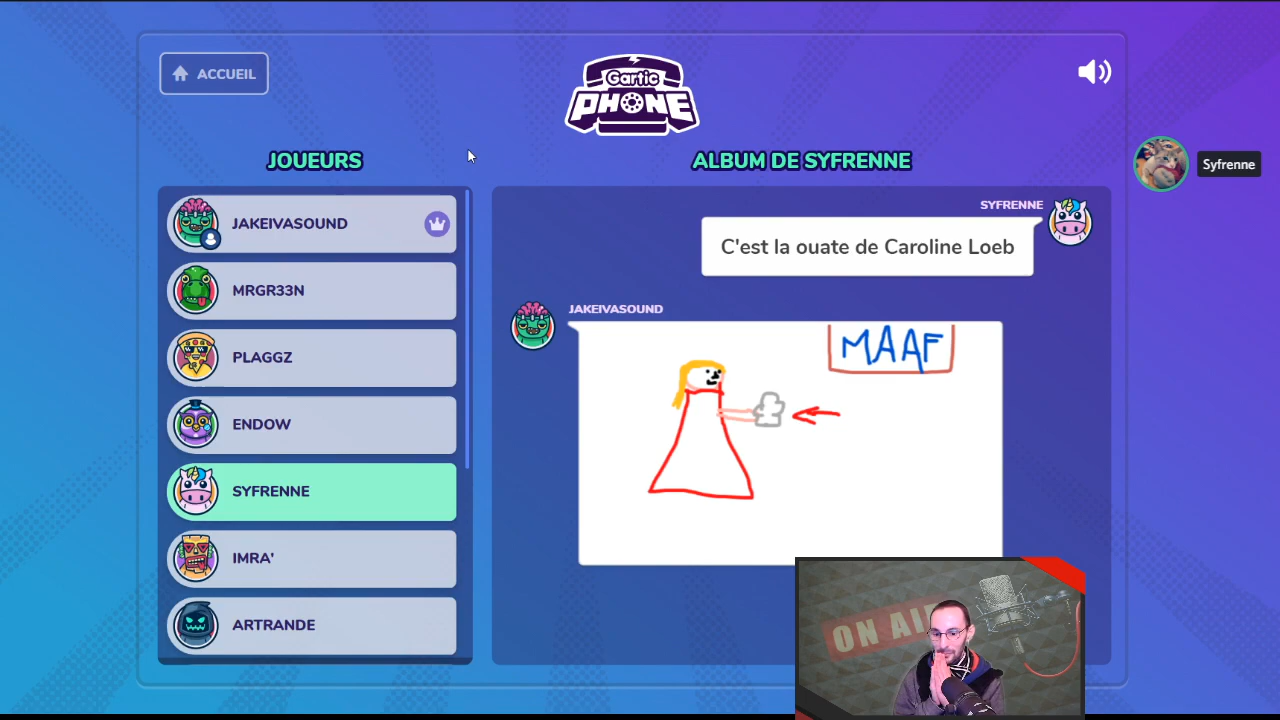 ACCUEIL
Gartic
PHONE
JOUEURS
ALBUM DE SYFRENNE
Syfrenne
JAKEIVASOUND
MRGR33N
PLAGGZ
ENDOW
SYFRENNE
IMRA'
ARTRANDE
SYFRENNE
C'est la ouate de Caroline Loeb
JAKEIVASOUND
MAAF
ON AI